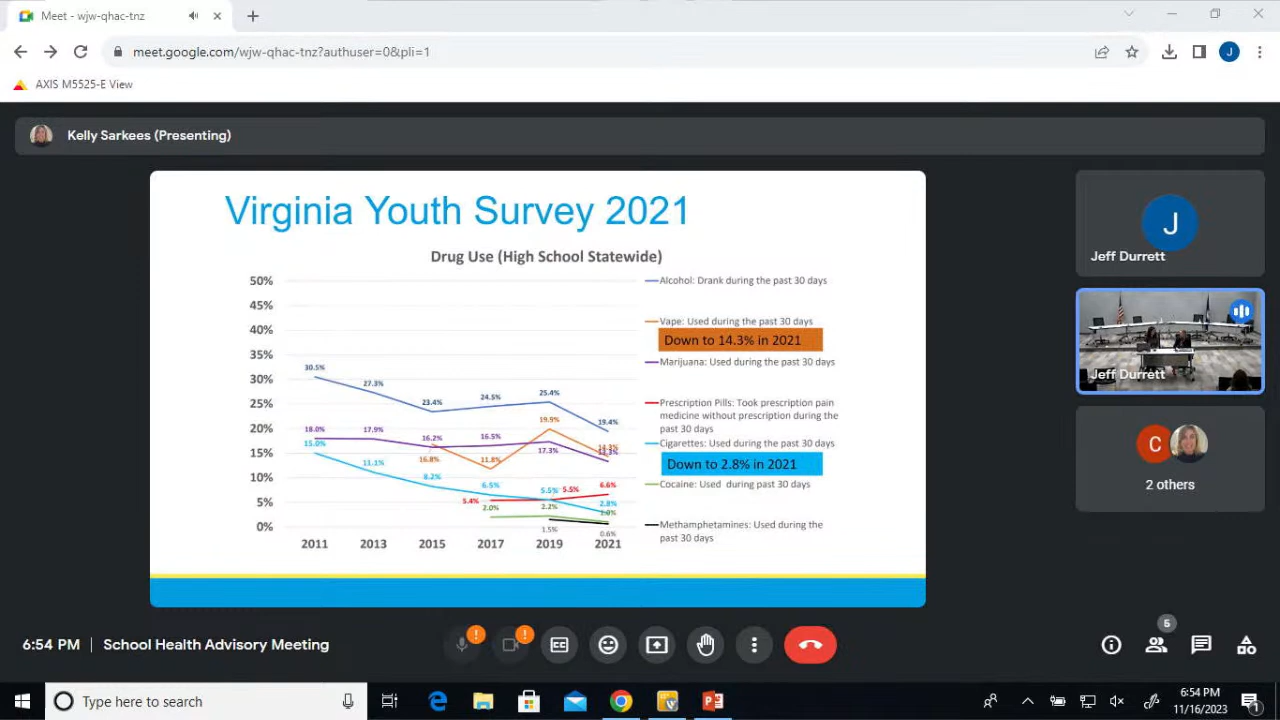 Meet - wjw-qhac-tnz
meet.google.com/wjw-qhac-tnz?authuser=0&pli=1
J
AXIS M5525-E View
Kelly Sarkees (Presenting)
Virginia Youth Survey 2021
Drug Use (High School Statewide)
50%
45%
40%
35%
30%
25%
20%
15%
10%
5%
0%
30.5%
27.3%
23.4%
24.5%
25.4%
19.4%
18.0%
17.9%
16.2%
16.5%
17.3%
13.3%
16.8%
11.8%
19.9%
14.3%
15.0%
11.1%
8.2%
6.5%
5.5%
2.8%
5.4%
5.5%
6.6%
2.0%
2.2%
1.5%
0.6%
2011
2013
2015
2017
2019
2021
Alcohol: Drank during the past 30 days
Vape: Used during the past 30 days
Down to 14.3% in 2021
Marijuana: Used during the past 30 days
Prescription Pills: Took prescription pain
medicine without prescription during the
past 30 days
Cigarettes: Used during the past 30 days
Down to 2.8% in 2021
Cocaine: Used during past 30 days
Methamphetamines: Used during the
past 30 days
J
Jeff Durrett
Jeff Durrett
C
2 others
6:54 PM | School Health Advisory Meeting
5
Type here to search
6:54 PM
11/16/2023
1